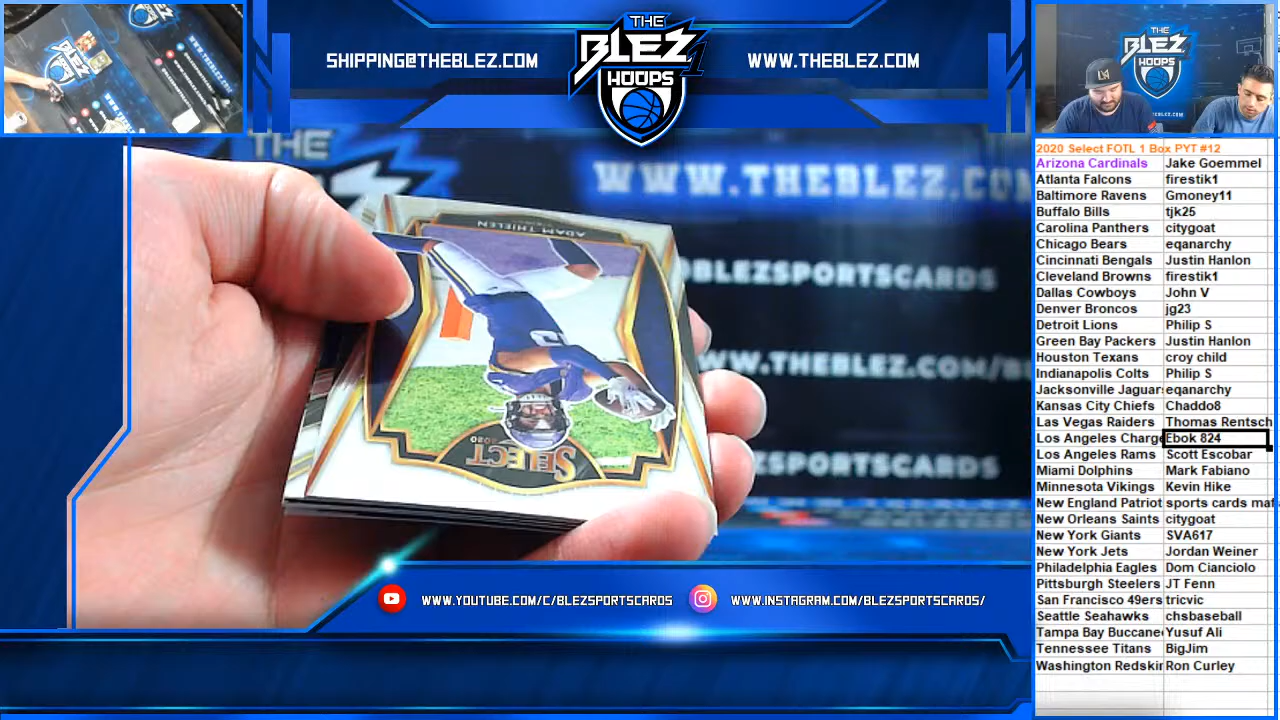 SHIPPING@THEBLEZ.COM
THE
BLEZ
HOOPS
WWW.THEBLEZ.COM
THE
WWW.THEBLEZ.COM
BLEZSPORTSCARDS
WWW.THEBLEZ.COM/B
ADAM THIELEN
SELECT
2020
THE
BLEZ
HOOPS
2020 Select FOTL 1 Box PYT #12
Arizona Cardinals Jake Goemmel
Atlanta Falcons firestik1
Baltimore Ravens Gmoney11
Buffalo Bills tjk25
Carolina Panthers citygoat
Chicago Bears eqanarchy
Cincinnati Bengals Justin Hanlon
Cleveland Browns firestik1
Dallas Cowboys John V
Denver Broncos jg23
Detroit Lions Philip S
Green Bay Packers Justin Hanlon
Houston Texans croy child
Indianapolis Colts Philip S
Jacksonville Jaguar eqanarchy
Kansas City Chiefs Chaddo8
Las Vegas Raiders Thomas Rentsch
Los Angeles Charge Ebok 824
Los Angeles Rams Scott Escobar
Miami Dolphins Mark Fabiano
Minnesota Vikings Kevin Hike
New England Patriot sports cards maf
New Orleans Saints citygoat
New York Giants SVA617
New York Jets Jordan Weiner
Philadelphia Eagles Dom Cianciolo
Pittsburgh Steelers JT Fenn
San Francisco 49ers tricvic
Seattle Seahawks chsbaseball
Tampa Bay Buccane Yusuf Ali
Tennessee Titans BigJim
Washington Redskin Ron Curley
WWW.YOUTUBE.COM/C/BLEZSPORTSCARDS
WWW.INSTAGRAM.COM/BLEZSPORTSCARDS/